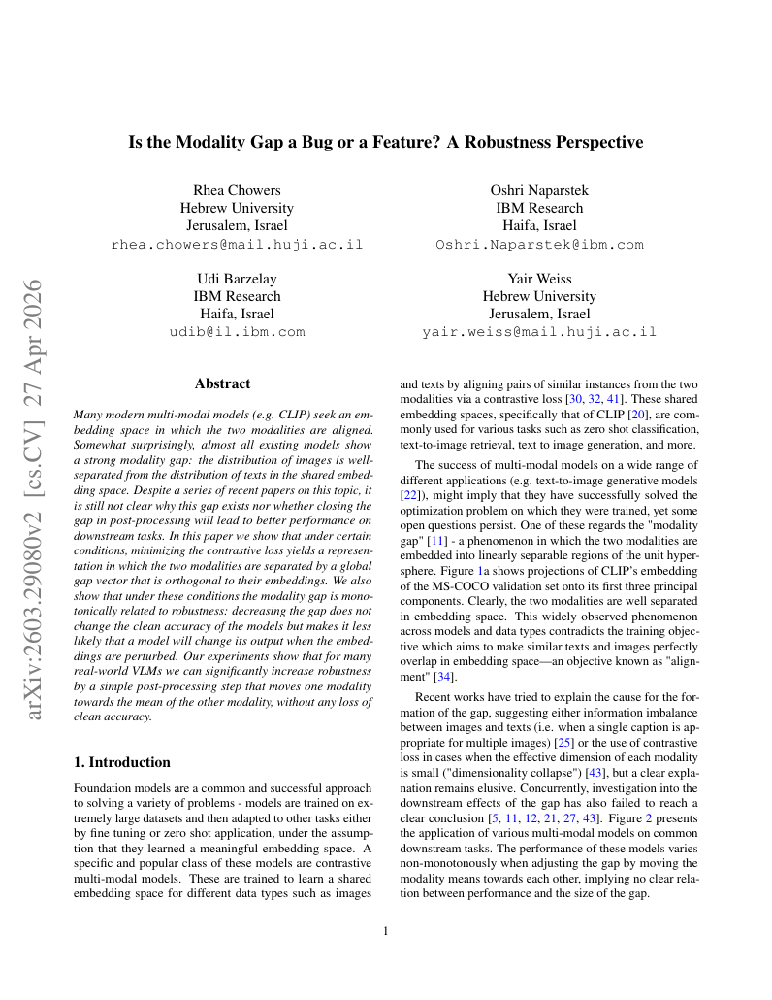 arXiv:2603.29080v2 [cs.CV] 27 Apr 2026
Is the Modality Gap a Bug or a Feature? A Robustness Perspective
Rhea Chowers
Hebrew University
Jerusalem, Israel
rhea.chowers@mail.huji.ac.il
Oshri Naparstek
IBM Research
Haifa, Israel
Oshri.Naparstek@ibm.com
Udi Barzelay
IBM Research
Haifa, Israel
udib@il.ibm.com
Yair Weiss
Hebrew University
Jerusalem, Israel
yair.weiss@mail.huji.ac.il
Abstract
Many modern multi-modal models (e.g. CLIP) seek an em-
bedding space in which the two modalities are aligned.
Somewhat surprisingly, almost all existing models show
a strong modality gap: the distribution of images is well-
separated from the distribution of texts in the shared embed-
ding space. Despite a series of recent papers on this topic, it
is still not clear why this gap exists nor whether closing the
gap in post-processing will lead to better performance on
downstream tasks. In this paper we show that under certain
conditions, minimizing the contrastive loss yields a represen-
tation in which the two modalities are separated by a global
gap vector that is orthogonal to their embeddings. We also
show that under these conditions the modality gap is mono-
tonically related to robustness: decreasing the gap does not
change the clean accuracy of the models but makes it less
likely that a model will change its output when the embed-
dings are perturbed. Our experiments show that for many
real-world VLMs we can significantly increase robustness
by a simple post-processing step that moves one modality
towards the mean of the other modality, without any loss of
clean accuracy.
1. Introduction
Foundation models are a common and successful approach
to solving a variety of problems - models are trained on ex-
tremely large datasets and then adapted to other tasks either
by fine tuning or zero shot application, under the assump-
tion that they learned a meaningful embedding space. A
specific and popular class of these models are contrastive
multi-modal models. These are trained to learn a shared
embedding space for different data types such as images
and texts by aligning pairs of similar instances from the two
modalities via a contrastive loss [30, 32, 41]. These shared
embedding spaces, specifically that of CLIP [20], are com-
monly used for various tasks such as zero shot classification,
text-to-image retrieval, text to image generation, and more.
The success of multi-modal models on a wide range of
different applications (e.g. text-to-image generative models
[22]), might imply that they have successfully solved the
optimization problem on which they were trained, yet some
open questions persist. One of these regards the "modality
gap" [11] - a phenomenon in which the two modalities are
embedded into linearly separable regions of the unit hyper-
sphere. Figure 1a shows projections of CLIP's embedding
of the MS-COCO validation set onto its first three principal
components. Clearly, the two modalities are well separated
in embedding space. This widely observed phenomenon
across models and data types contradicts the training objec-
tive which aims to make similar texts and images perfectly
overlap in embedding space—an objective known as "align-
ment" [34].
Recent works have tried to explain the cause for the for-
mation of the gap, suggesting either information imbalance
between images and texts (i.e. when a single caption is ap-
propriate for multiple images) [25] or the use of contrastive
loss in cases when the effective dimension of each modality
is small ("dimensionality collapse") [43], but a clear expla-
nation remains elusive. Concurrently, investigation into the
downstream effects of the gap has also failed to reach a
clear conclusion [5, 11, 12, 21, 27, 43]. Figure 2 presents
the application of various multi-modal models on common
downstream tasks. The performance of these models varies
non-monotonously when adjusting the gap by moving the
modality means towards each other, implying no clear rela-
tion between performance and the size of the gap.
1